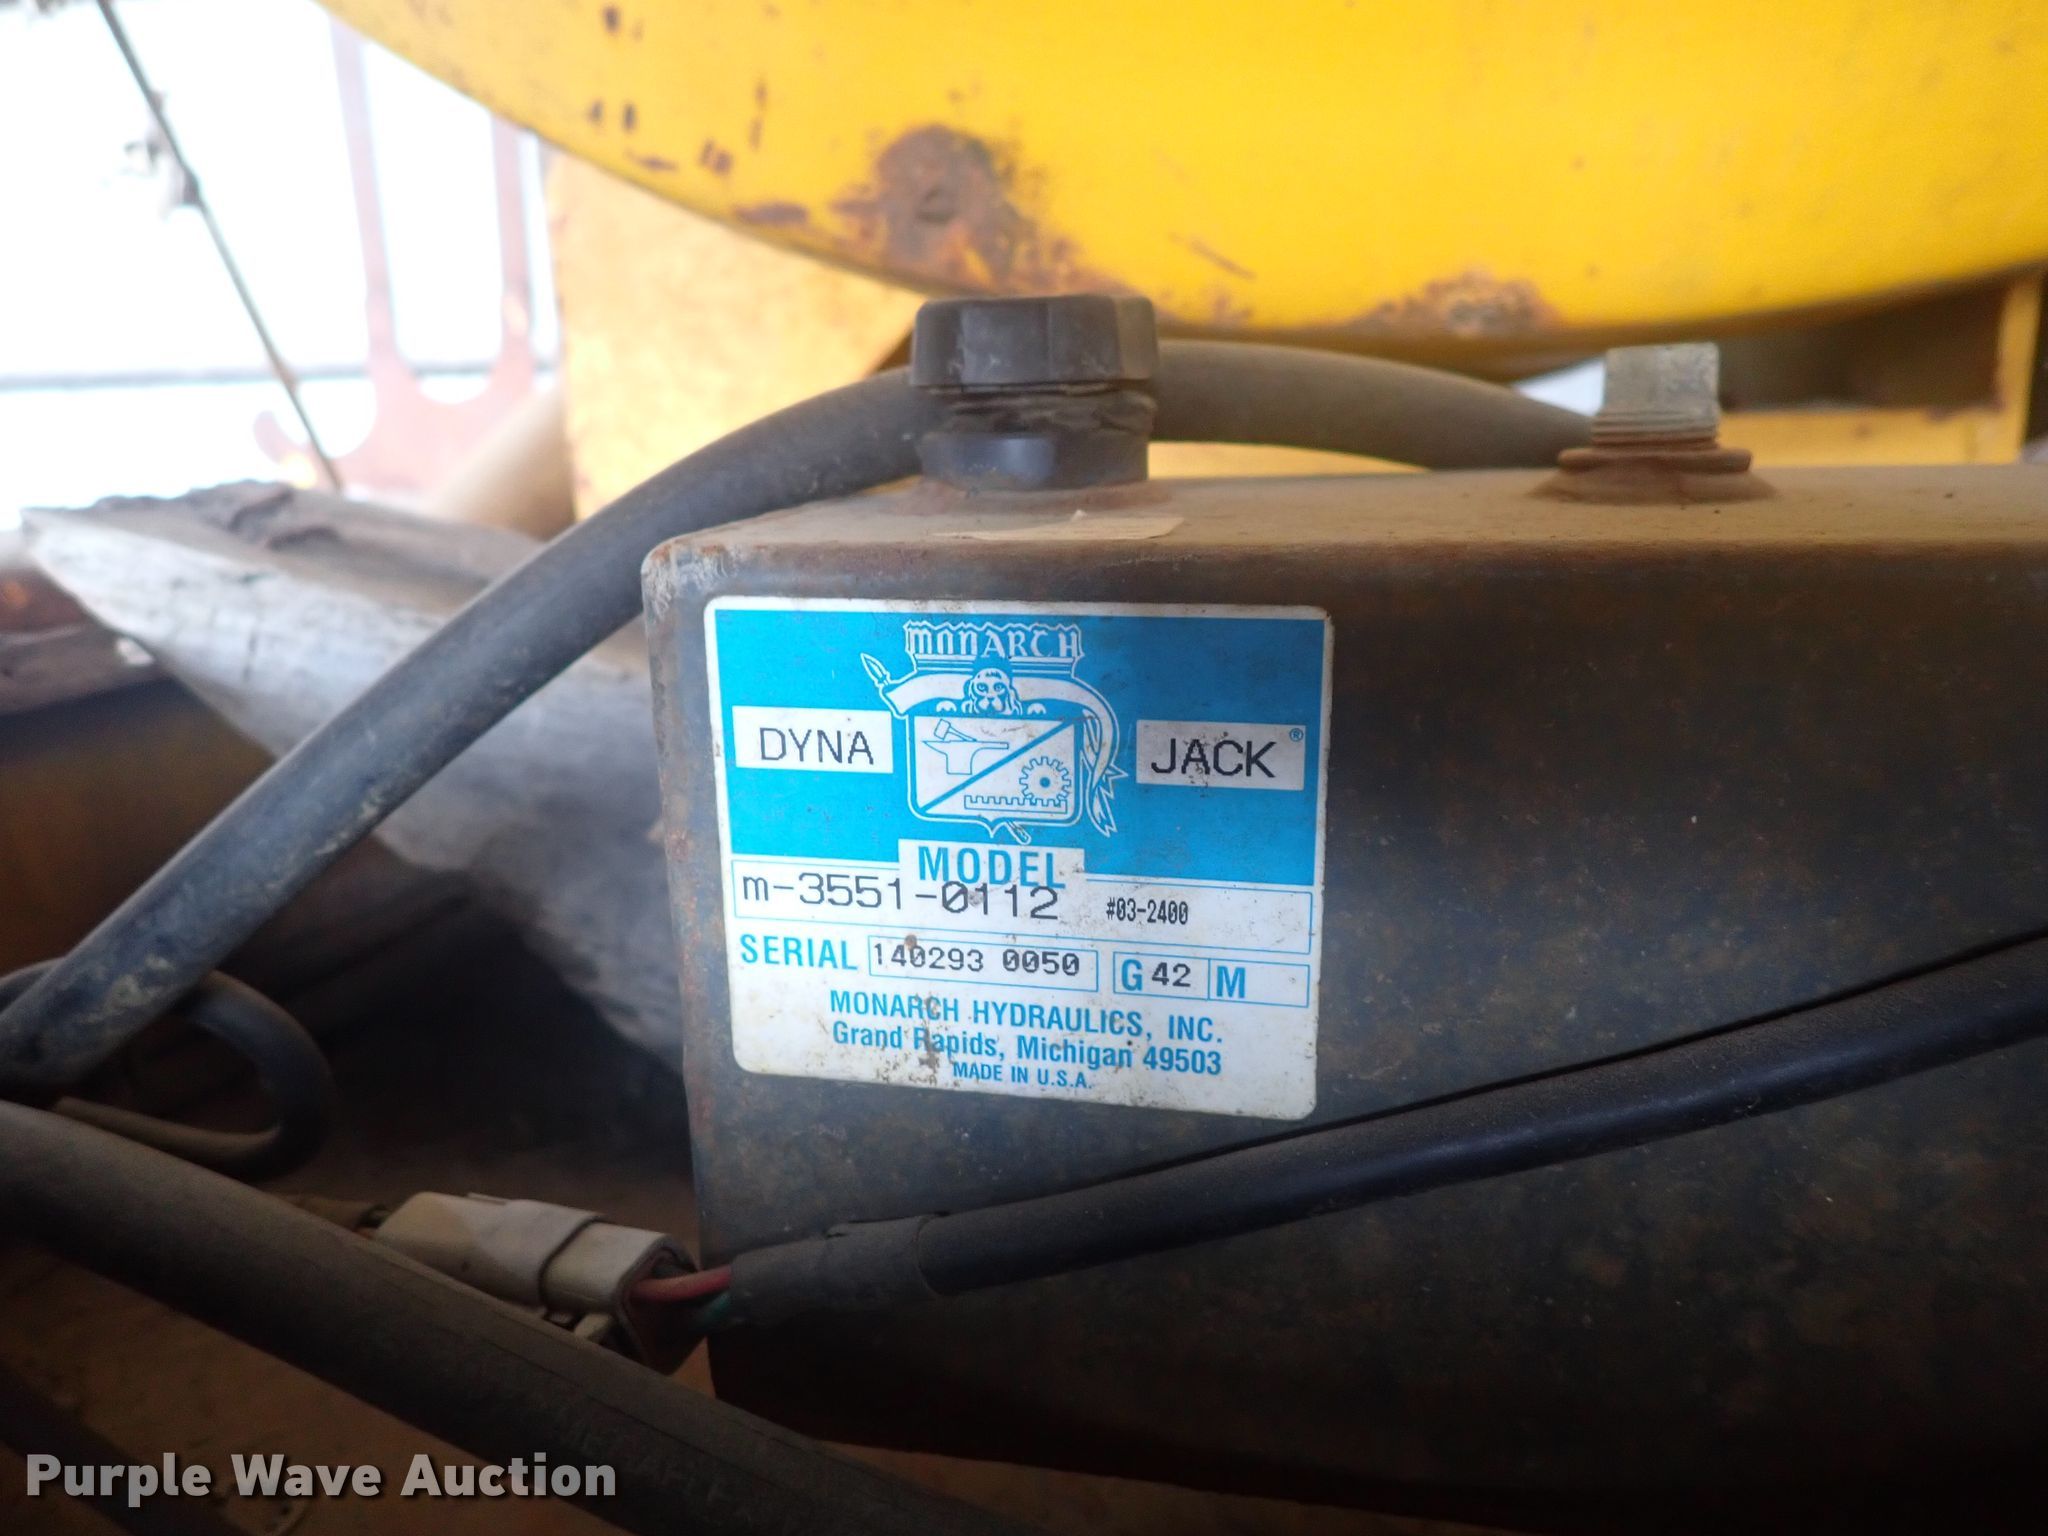 MONARCH
DYNA JACK®
MODEL
m-3551-0112 #03-2400
SERIAL 140293 0050 G 42 M
MONARCH HYDRAULICS, INC.
Grand Rapids, Michigan 49503
MADE IN U.S.A.
Purple Wave Auction